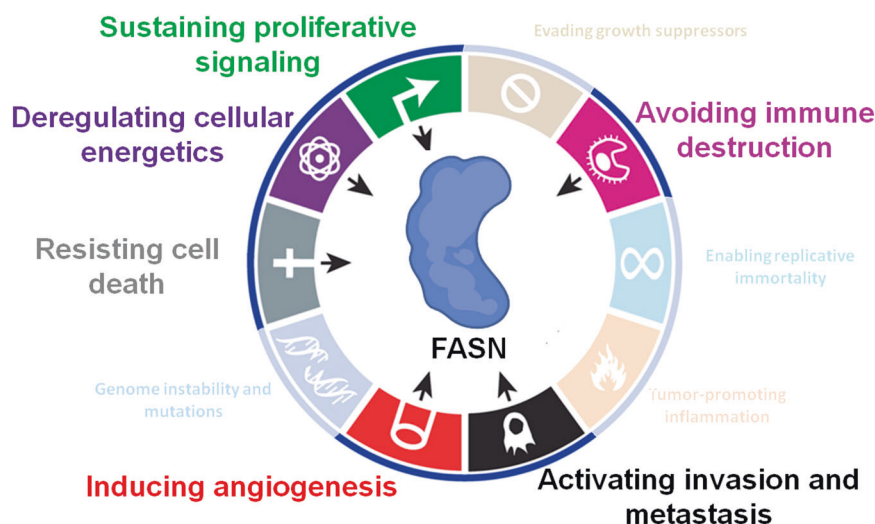 Sustaining proliferative
signaling
Evading growth suppressors
Deregulating cellular
energetics
Avoiding immune
destruction
Resisting cell
death
Enabling replicative
immortality
FASN
Genome instability and
mutations
Tumor-promoting
inflammation
Inducing angiogenesis
Activating invasion and
metastasis